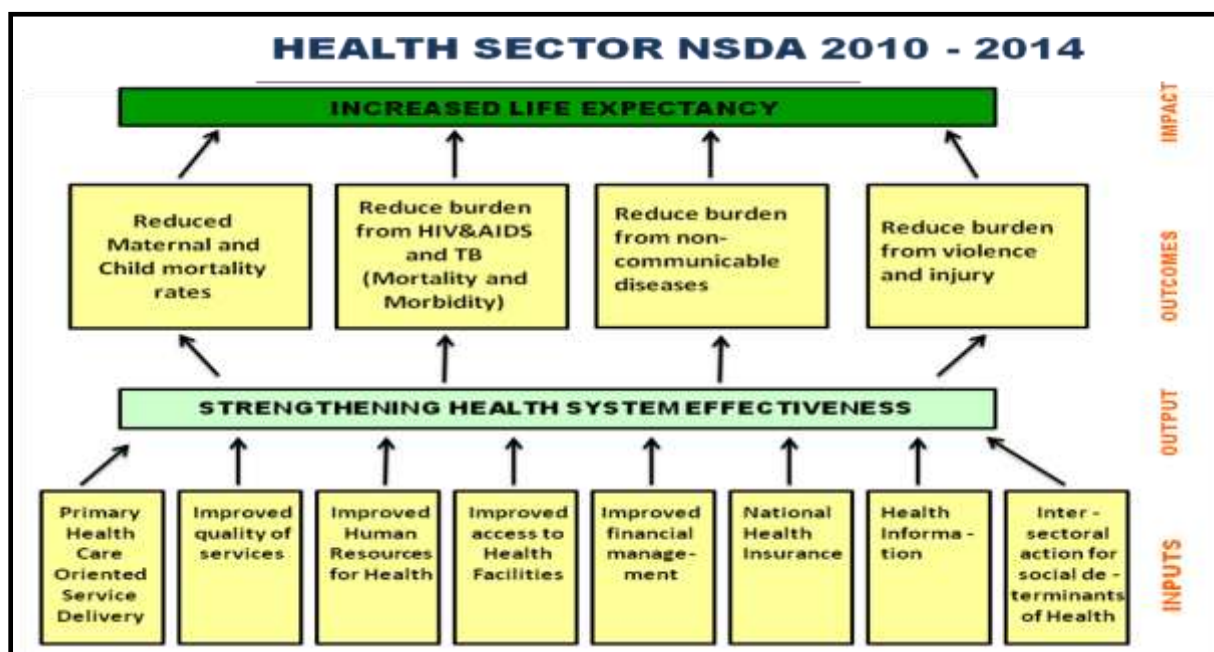 HEALTH SECTOR NSDA 2010 - 2014
INCREASED LIFE EXPECTANCY
IMPACT
Reduced
Maternal and
Child mortality
rates
Reduce burden
from HIV&AIDS
and TB
(Mortality and
Morbidity)
Reduce burden
from non-
communicable
diseases
Reduce burden
from violence
and injury
OUTCOMES
STRENGTHENING HEALTH SYSTEM EFFECTIVENESS
OUTPUT
Primary
Health
Care
Oriented
Service
Delivery
Improved
quality of
services
Improved
Human
Resources
for Health
Improved
access to
Health
Facilities
Improved
financial
manage-
ment
National
Health
Insurance
Health
Informa -
tion
Inter -
sectoral
action for
social de -
terminants
of Health
INPUTS